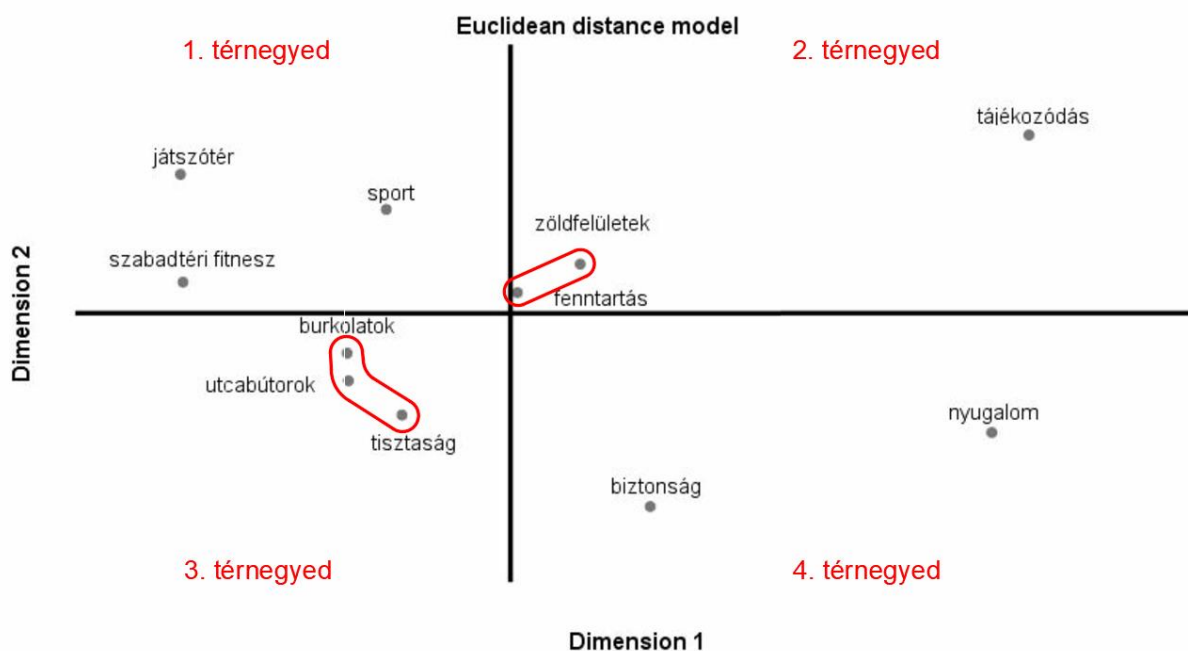 Euclidean distance model
1. térnegyed
2. térnegyed
tájékozódás
játszótér
sport
zöldfelületek
szabadtéri fitnesz
fenntartás
burkolatok
utcabútorok
tisztaság
nyugalom
biztonság
3. térnegyed
4. térnegyed
Dimension 2
Dimension 1